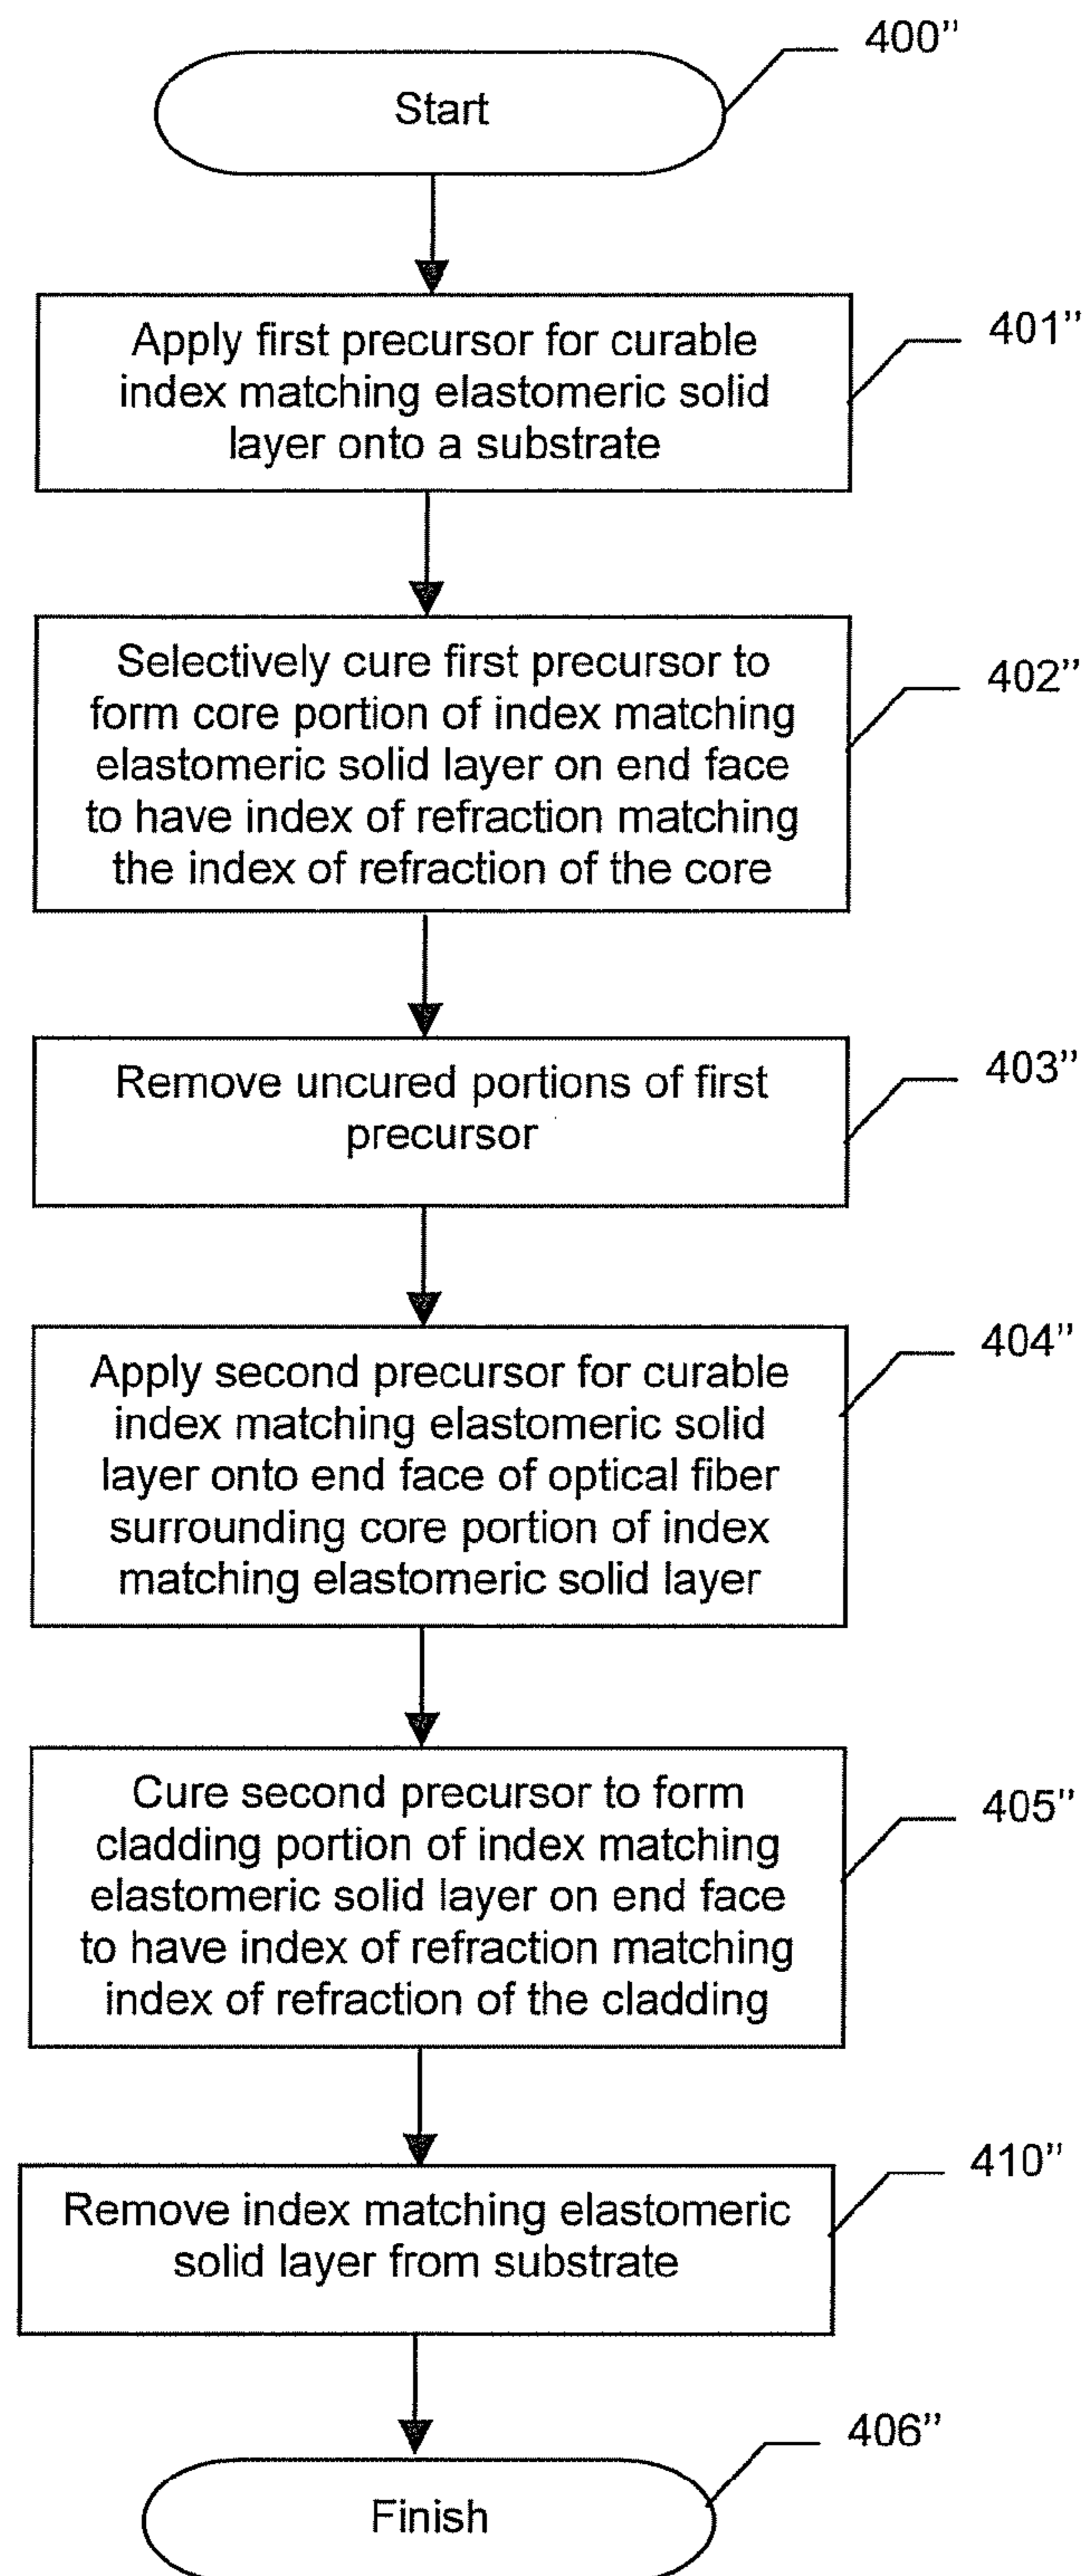 400''
Start
401''
Apply first precursor for curable
index matching elastomeric solid
layer onto a substrate
402''
Selectively cure first precursor to
form core portion of index matching
elastomeric solid layer on end face
to have index of refraction matching
the index of refraction of the core
403''
Remove uncured portions of first
precursor
404''
Apply second precursor for curable
index matching elastomeric solid
layer onto end face of optical fiber
surrounding core portion of index
matching elastomeric solid layer
405''
Cure second precursor to form
cladding portion of index matching
elastomeric solid layer on end face
to have index of refraction matching
index of refraction of the cladding
410''
Remove index matching elastomeric
solid layer from substrate
406''
Finish